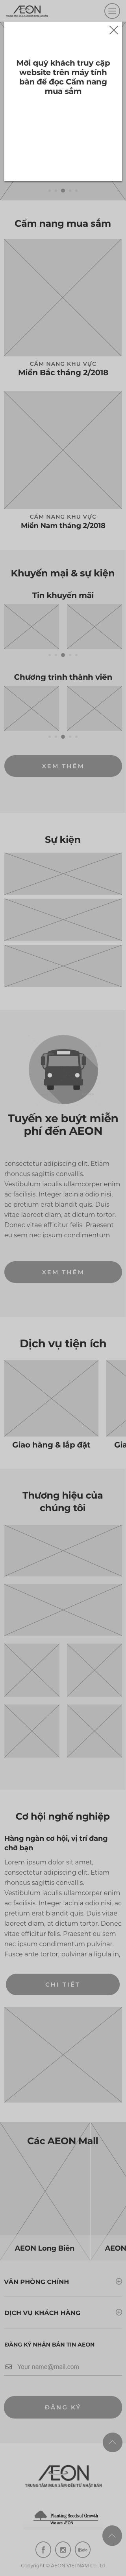 AEON
TRUNG TÂM MUA SẮM ĐẾN TỪ NHẬT BẢN
Mời quý khách truy cập
website trên máy tính
bàn để đọc Cẩm nang
mua sắm
Cẩm nang mua sắm
CẨM NANG KHU VỰC
Miền Bắc tháng 2/2018
CẨM NANG KHU VỰC
Miền Nam tháng 2/2018
Khuyến mại & sự kiện
Tin khuyến mãi
Chương trình thành viên
XEM THÊM
Sự kiện
Tuyến xe buýt miễn
phí đến AEON
consectetur adipiscing elit. Etiam
rhoncus sagittis convallis.
Vestibulum iaculis ullamcorper enim
ac facilisis. Integer lacinia odio nisi,
ac pretium erat blandit quis. Duis
vitae laoreet diam, at dictum tortor.
Donec vitae efficitur felis. Praesent
eu sem nec ipsum condimentum
XEM THÊM
Dịch vụ tiện ích
Giao hàng & lắp đặt
Gia
Thương hiệu của
chúng tôi
Cơ hội nghề nghiệp
Hàng ngàn cơ hội, vị trí đang
chờ bạn
Lorem ipsum dolor sit amet,
consectetur adipiscing elit. Etiam
rhoncus sagittis convallis.
Vestibulum iaculis ullamcorper enim
ac facilisis. Integer lacinia odio nisi, ac
pretium erat blandit quis. Duis vitae
laoreet diam, at dictum tortor. Donec
vitae efficitur felis. Praesent eu sem
nec ipsum condimentum pulvinar.
Fusce ante tortor, pulvinar a ligula in,
CHI TIẾT
Các AEON Mall
AEON Long Biên
AEON
VĂN PHÒNG CHÍNH
DỊCH VỤ KHÁCH HÀNG
ĐĂNG KÝ NHẬN BẢN TIN AEON
Your name@mail.com
ĐĂNG KÝ
AEON
TRUNG TÂM MUA SẮM ĐẾN TỪ NHẬT BẢN
Planting Seeds of Growth
We are ÆON
Copyright © AEON VIETNAM Co.,ltd